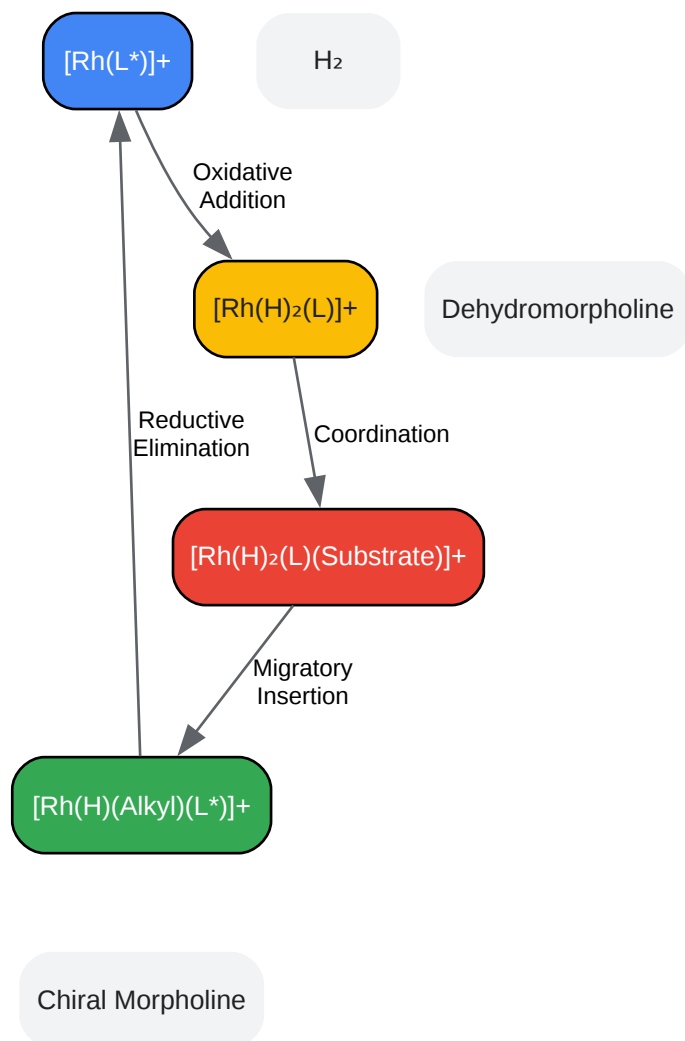 [Rh(L*)]+
H₂
Oxidative
Addition
[Rh(H)₂(L)]+
Dehydromorpholine
Reductive
Elimination
Coordination
[Rh(H)₂(L)(Substrate)]+
Migratory
Insertion
[Rh(H)(Alkyl)(L*)]+
Chiral Morpholine